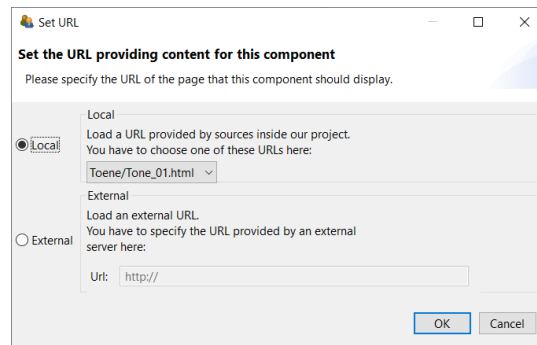 Set URL
Set the URL providing content for this component
Please specify the URL of the page that this component should display.
Local
Local
Load a URL provided by sources inside our project.
You have to choose one of these URLs here:
Toene/Tone_01.html
External
External
Load an external URL.
You have to specify the URL provided by an external
server here:
Url: http://
OK Cancel